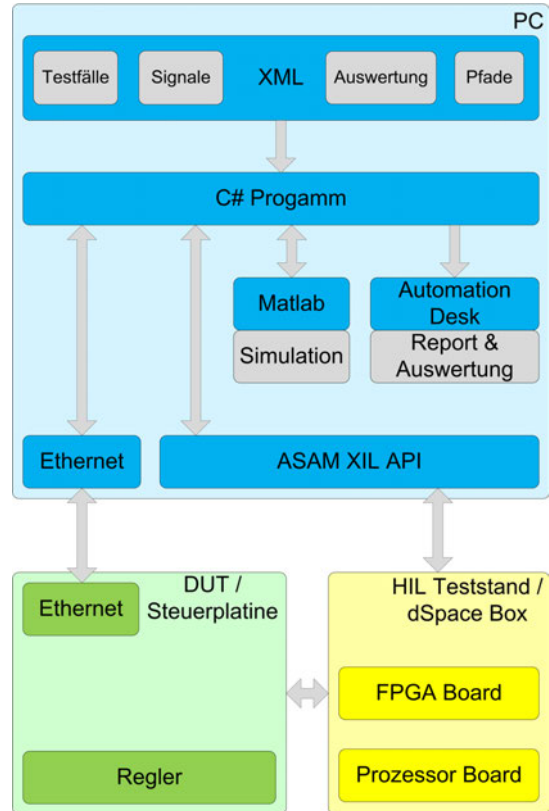 PC
Testfälle
Signale
XML
Auswertung
Pfade
C# Progamm
Matlab
Simulation
Automation
Desk
Report &
Auswertung
Ethernet
ASAM XIL API
DUT /
Steuerplatine
Ethernet
Regler
HIL Teststand /
dSpace Box
FPGA Board
Prozessor Board